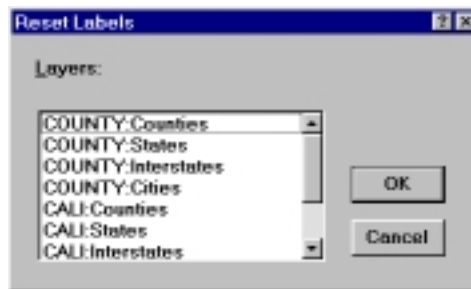 Reset Labels
Layers:
COUNTY:Counties
COUNTY:States
COUNTY:Interstates
COUNTY:Cities
CALI:Counties
CALI:States
CALI:Interstates
OK
Cancel